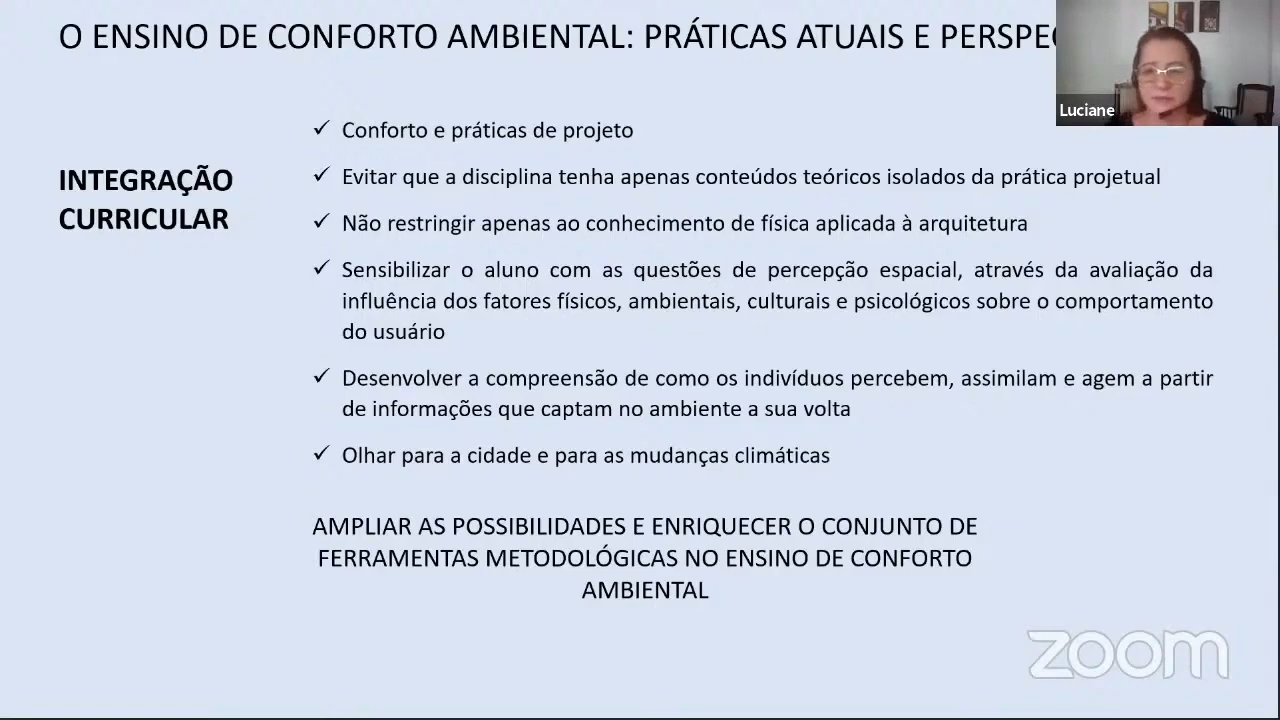 O ENSINO DE CONFORTO AMBIENTAL: PRÁTICAS ATUAIS E
Luciane
INTEGRAÇÃO
CURRICULAR
✓ Conforto e práticas de projeto
✓ Evitar que a disciplina tenha apenas conteúdos teóricos isolados da prática projetual
✓ Não restringir apenas ao conhecimento de física aplicada à arquitetura
✓ Sensibilizar o aluno com as questões de percepção espacial, através da avaliação da
influência dos fatores físicos, ambientais, culturais e psicológicos sobre o comportamento
do usuário
✓ Desenvolver a compreensão de como os indivíduos percebem, assimilam e agem a partir
de informações que captam no ambiente a sua volta
✓ Olhar para a cidade e para as mudanças climáticas
AMPLIAR AS POSSIBILIDADES E ENRIQUECER O CONJUNTO DE
FERRAMENTAS METODOLÓGICAS NO ENSINO DE CONFORTO
AMBIENTAL
zoom